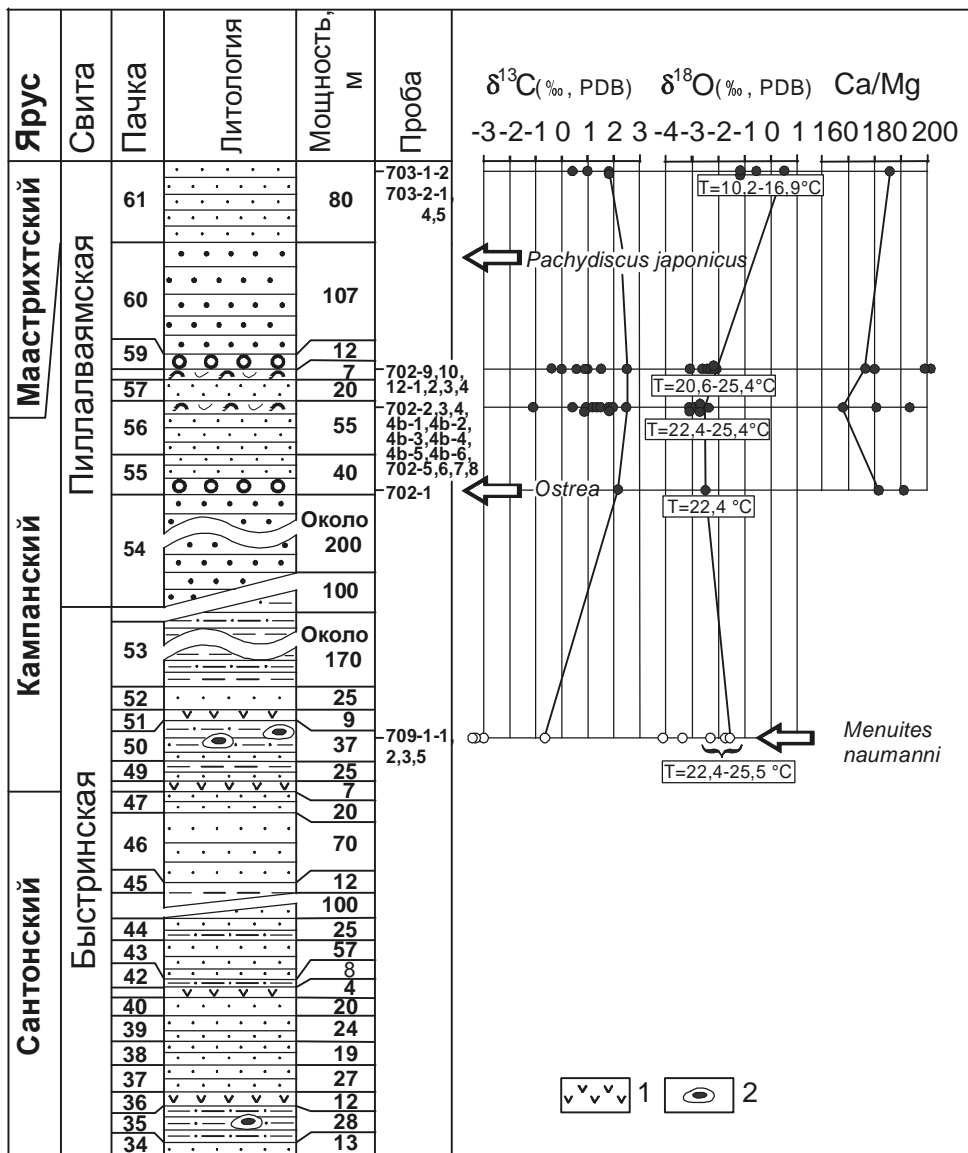 Ярус
Свита
Пачка
Литология
Мощность, м
Проба
δ13C(‰, PDB)
δ18O(‰, PDB)
Ca/Mg
-3 -2 -1 0 1 2 3
-4 -3 -2 -1 0 1
160 180 200
Маастрихтский
Кампанский
Сантонский
Пиллалваямская
Быстринская
61 80
60 107
59 12
7
57 20
56 55
55 40
54 Около 200
100
53 Около 170
52 25
51 9
50 37
49 25
7
47 20
46 70
45 12
100
44 25
43 57
42 8
4
40 20
39 24
38 19
37 27
36 12
35 28
34 13
703-1-2
703-2-1,
4,5
702-9,10,
12-1,2,3,4
702-2,3,4,
4b-1,4b-2,
4b-3,4b-4,
4b-5,4b-6,
702-5,6,7,8
702-1
709-1-1,
2,3,5
T=10,2-16,9°C
Pachydiscus japonicus
T=20,6-25,4°C
T=22,4-25,4°C
Ostrea
T=22,4 °C
Menuites
naumanni
T=22,4-25,5 °C
1
2